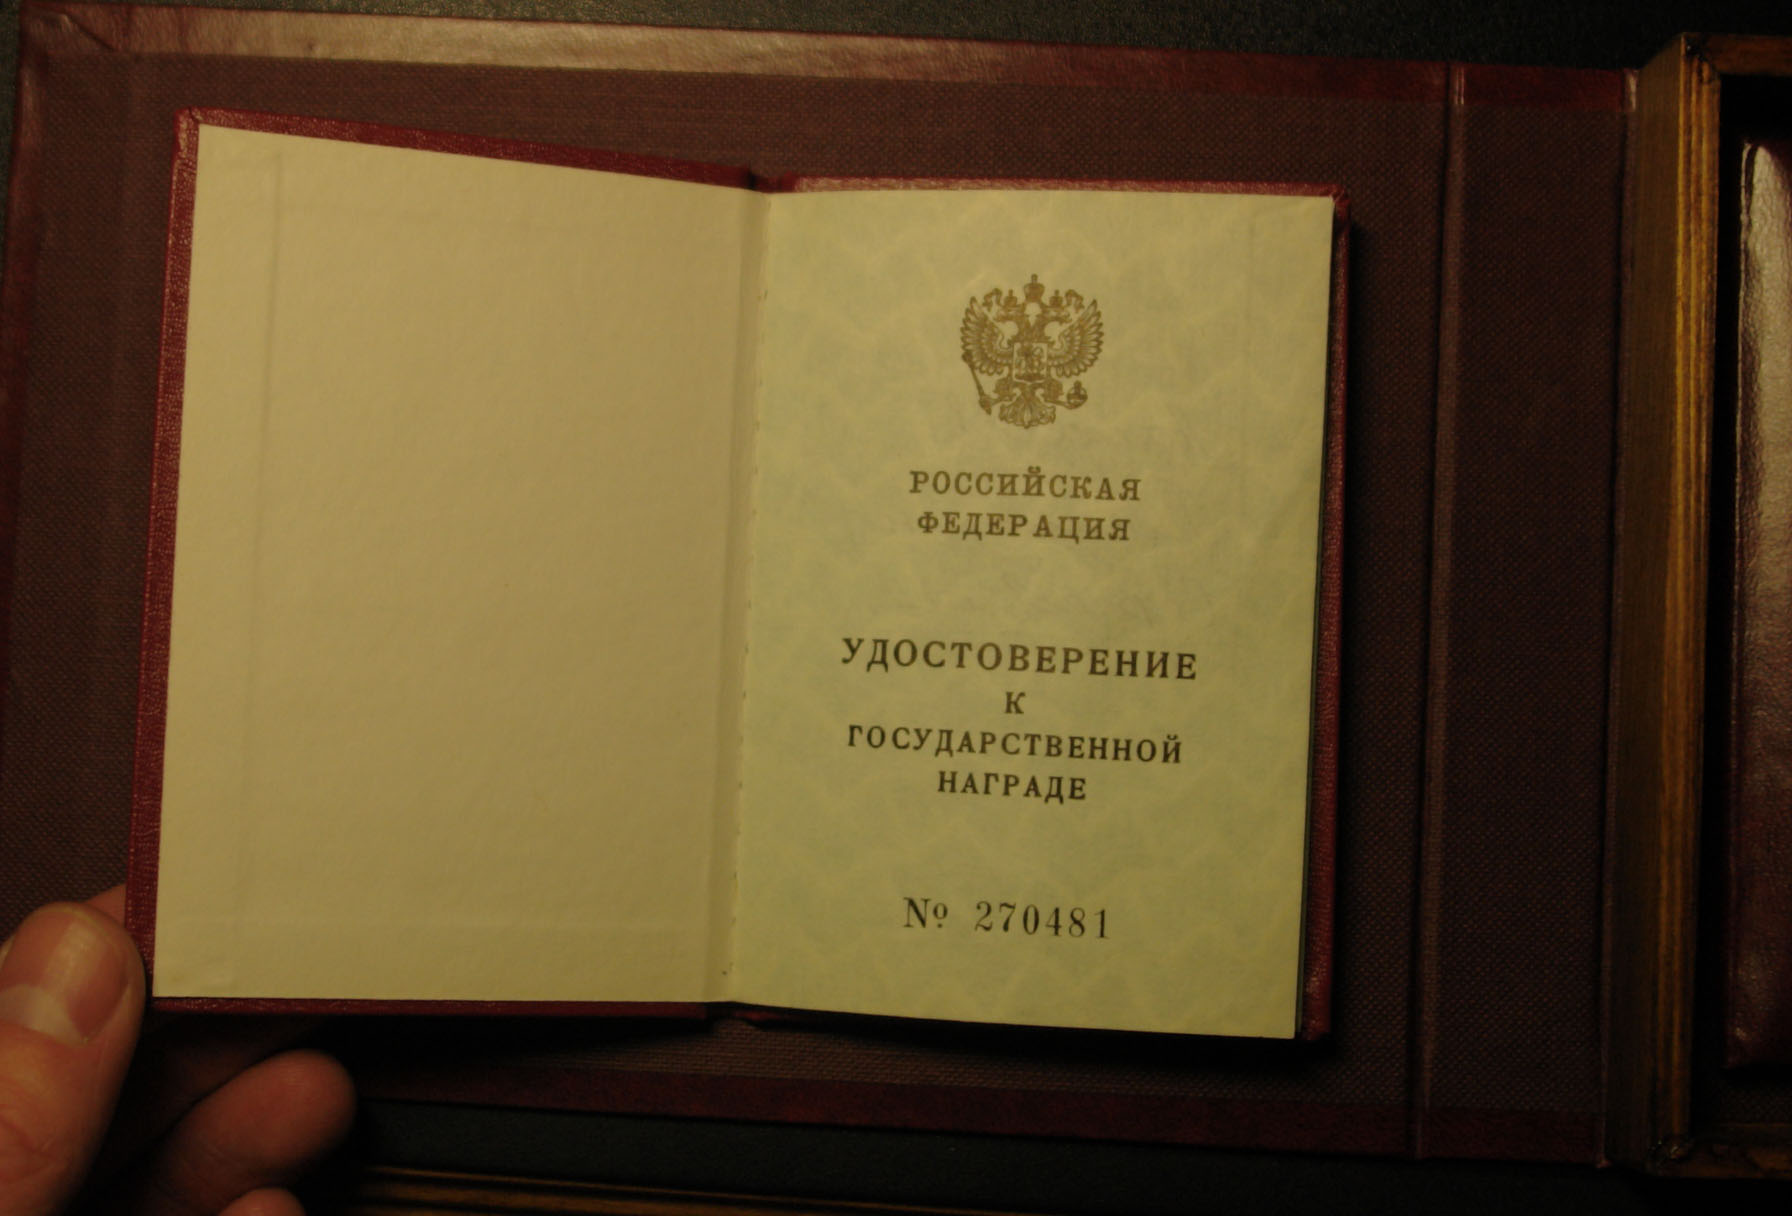 РОССИЙСКАЯ
ФЕДЕРАЦИЯ
УДОСТОВЕРЕНИЕ
К
ГОСУДАРСТВЕННОЙ
НАГРАДЕ
№ 270481